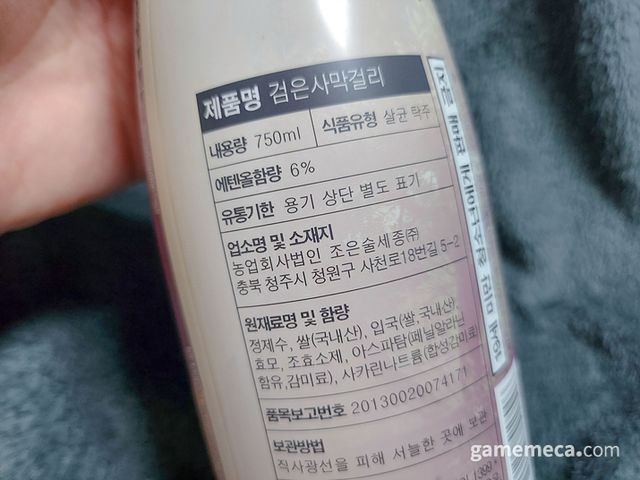 제품명 검은사막걸리
내용량 750ml 식품유형 살균 탁주
에텐올함량 6%
유통기한 용기 상단 별도 표기
업소명 및 소재지
농업회사법인 조은술세종㈜
충북 청주시 청원구 사천로18번길 5-2
원재료명 및 함량
정제수, 쌀(국내산), 입국(쌀,국내산),
효모, 조효소제, 아스파탐(페닐알라닌
함유,감미료), 사카린나트륨(합성감미료)
품목보고번호 20130020074171
보관방법
직사광선을 피해 서늘한 곳에 보관
1399
gamemeca.com